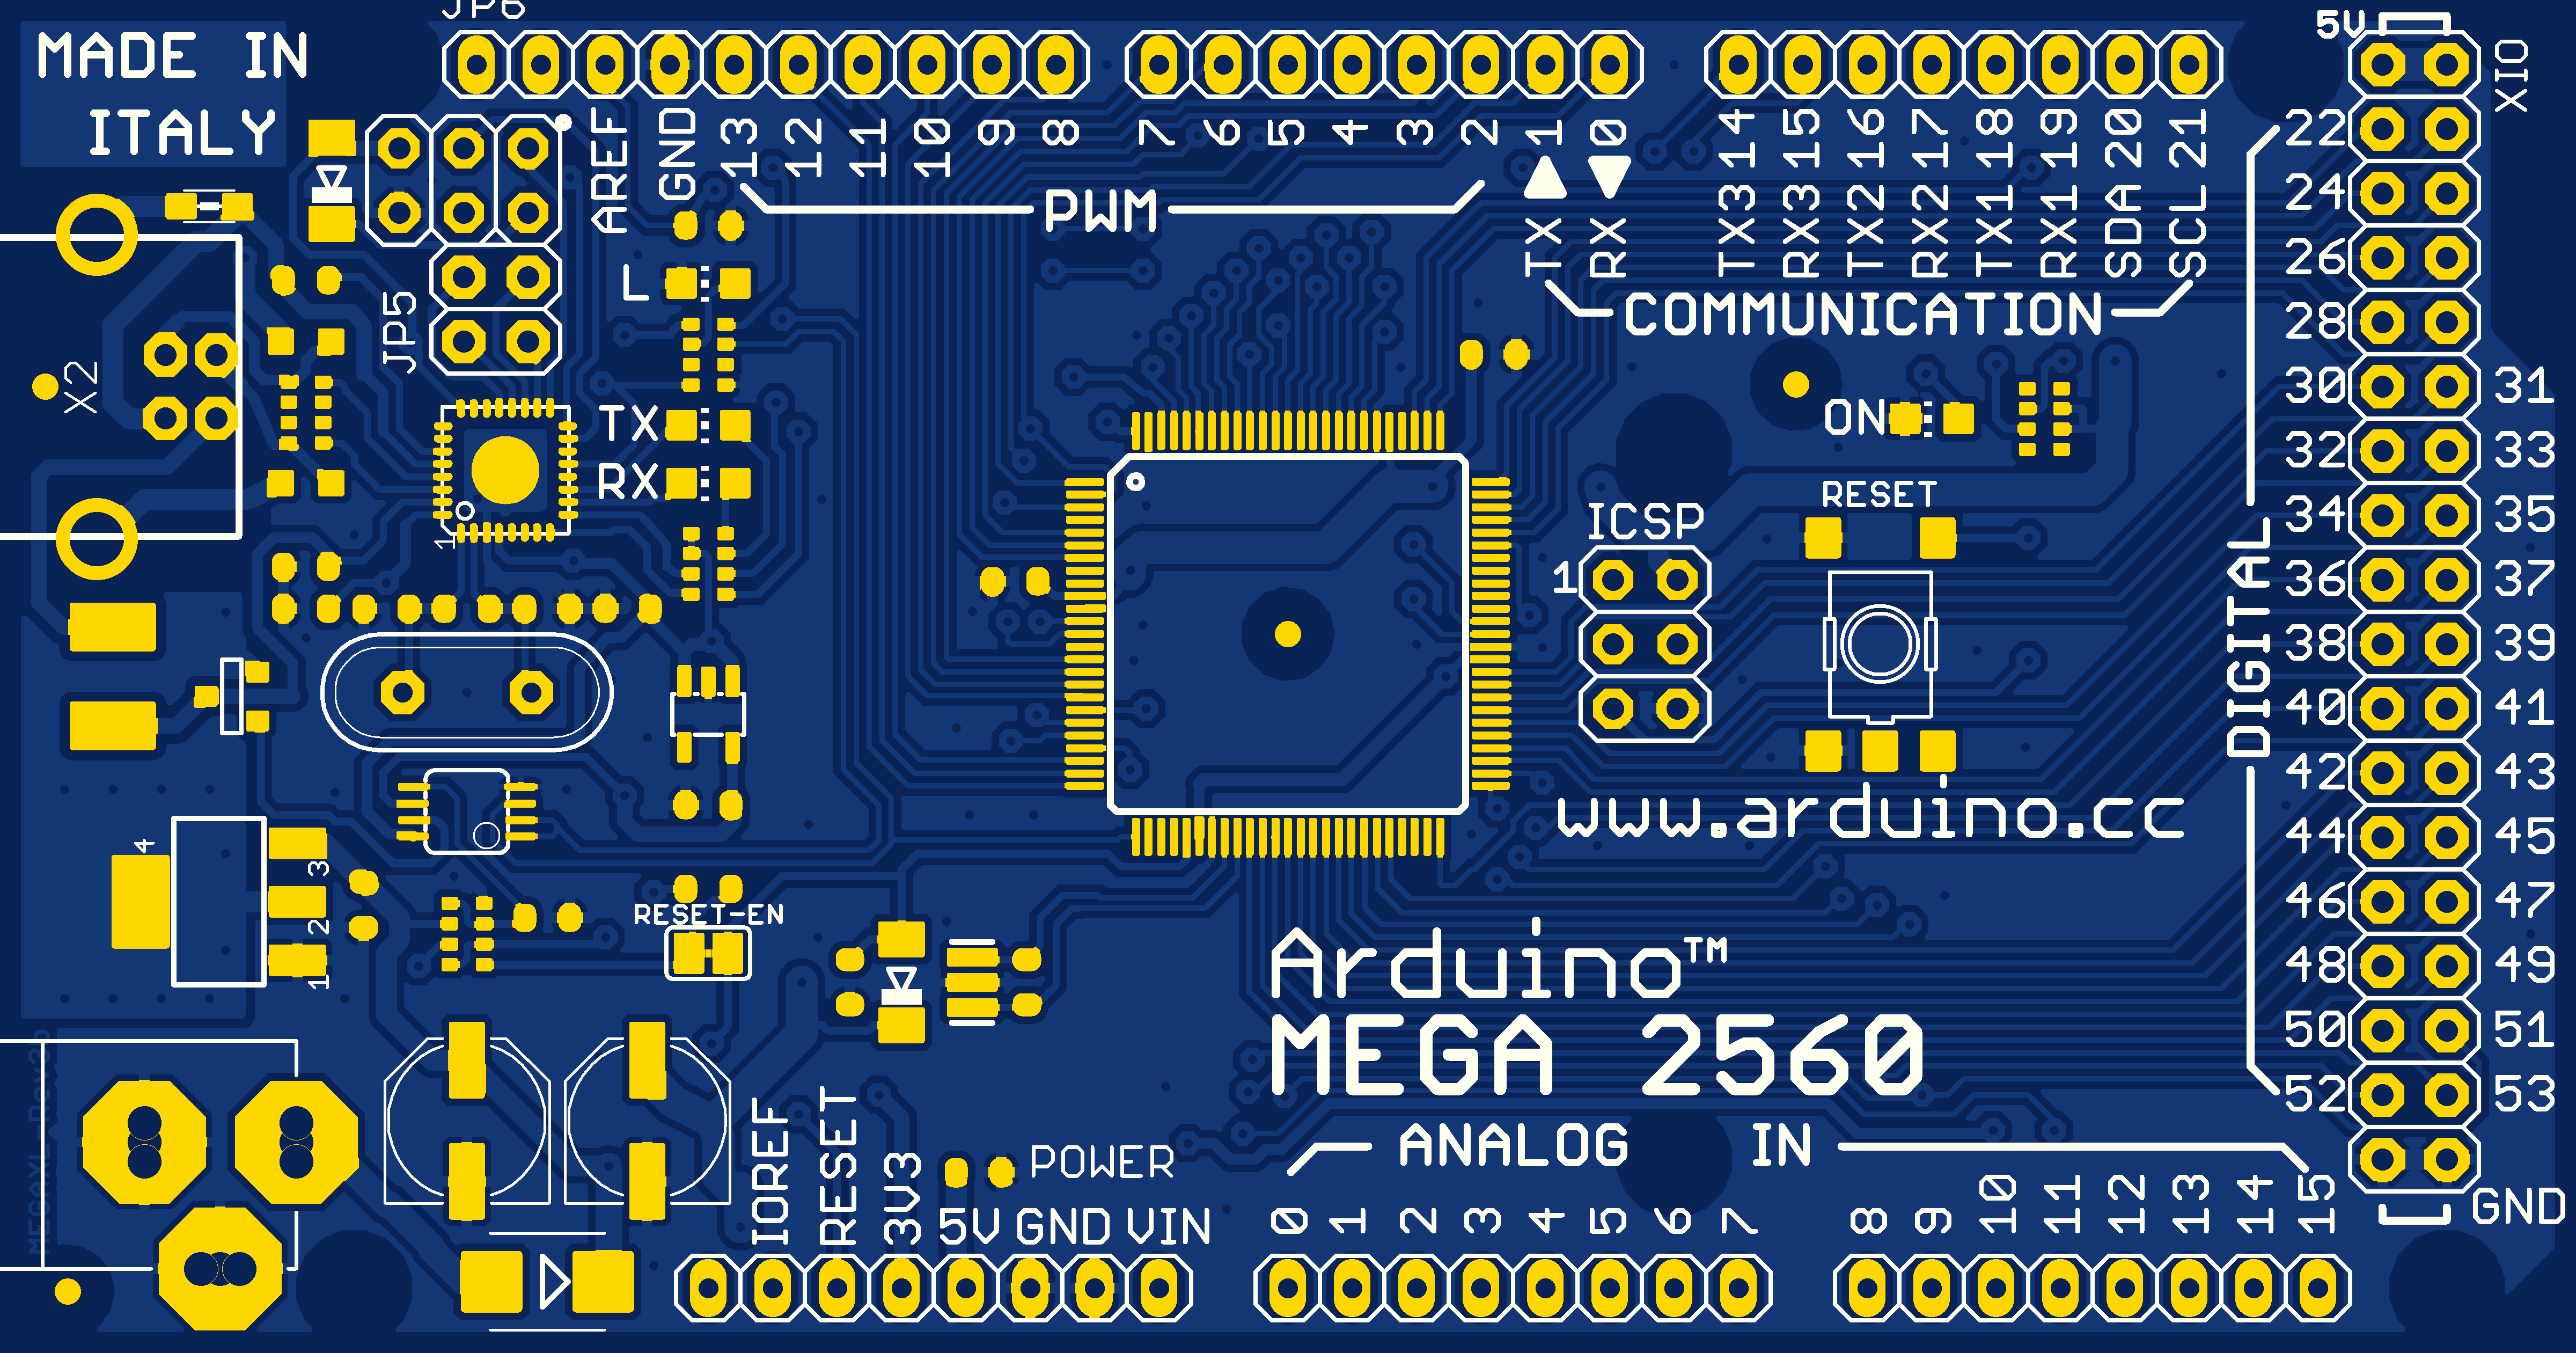 JP6
MADE IN
ITALY
AREF
GND
13
12
11
10
9
8
7
6
5
4
3
2
TX 1
RX 0
TX3 14
RX3 15
TX2 16
RX2 17
TX1 18
RX1 19
SDA 20
SCL 21
PWM
COMMUNICATION
5V
XIO
22
24
26
28
30 31
32 33
34 35
36 37
38 39
40 41
42 43
44 45
46 47
48 49
50 51
52 53
GND
DIGITAL
L
JP5
X2
TX
RX
1
ON
RESET
ICSP
1
www.arduino.cc
4
3
2
1
RESET-EN
Arduino™
MEGA 2560
MEGAXL-Rev3
POWER
IOREF
RESET
3V3
5V GND VIN
ANALOG IN
0
1
2
3
4
5
6
7
8
9
10
11
12
13
14
15